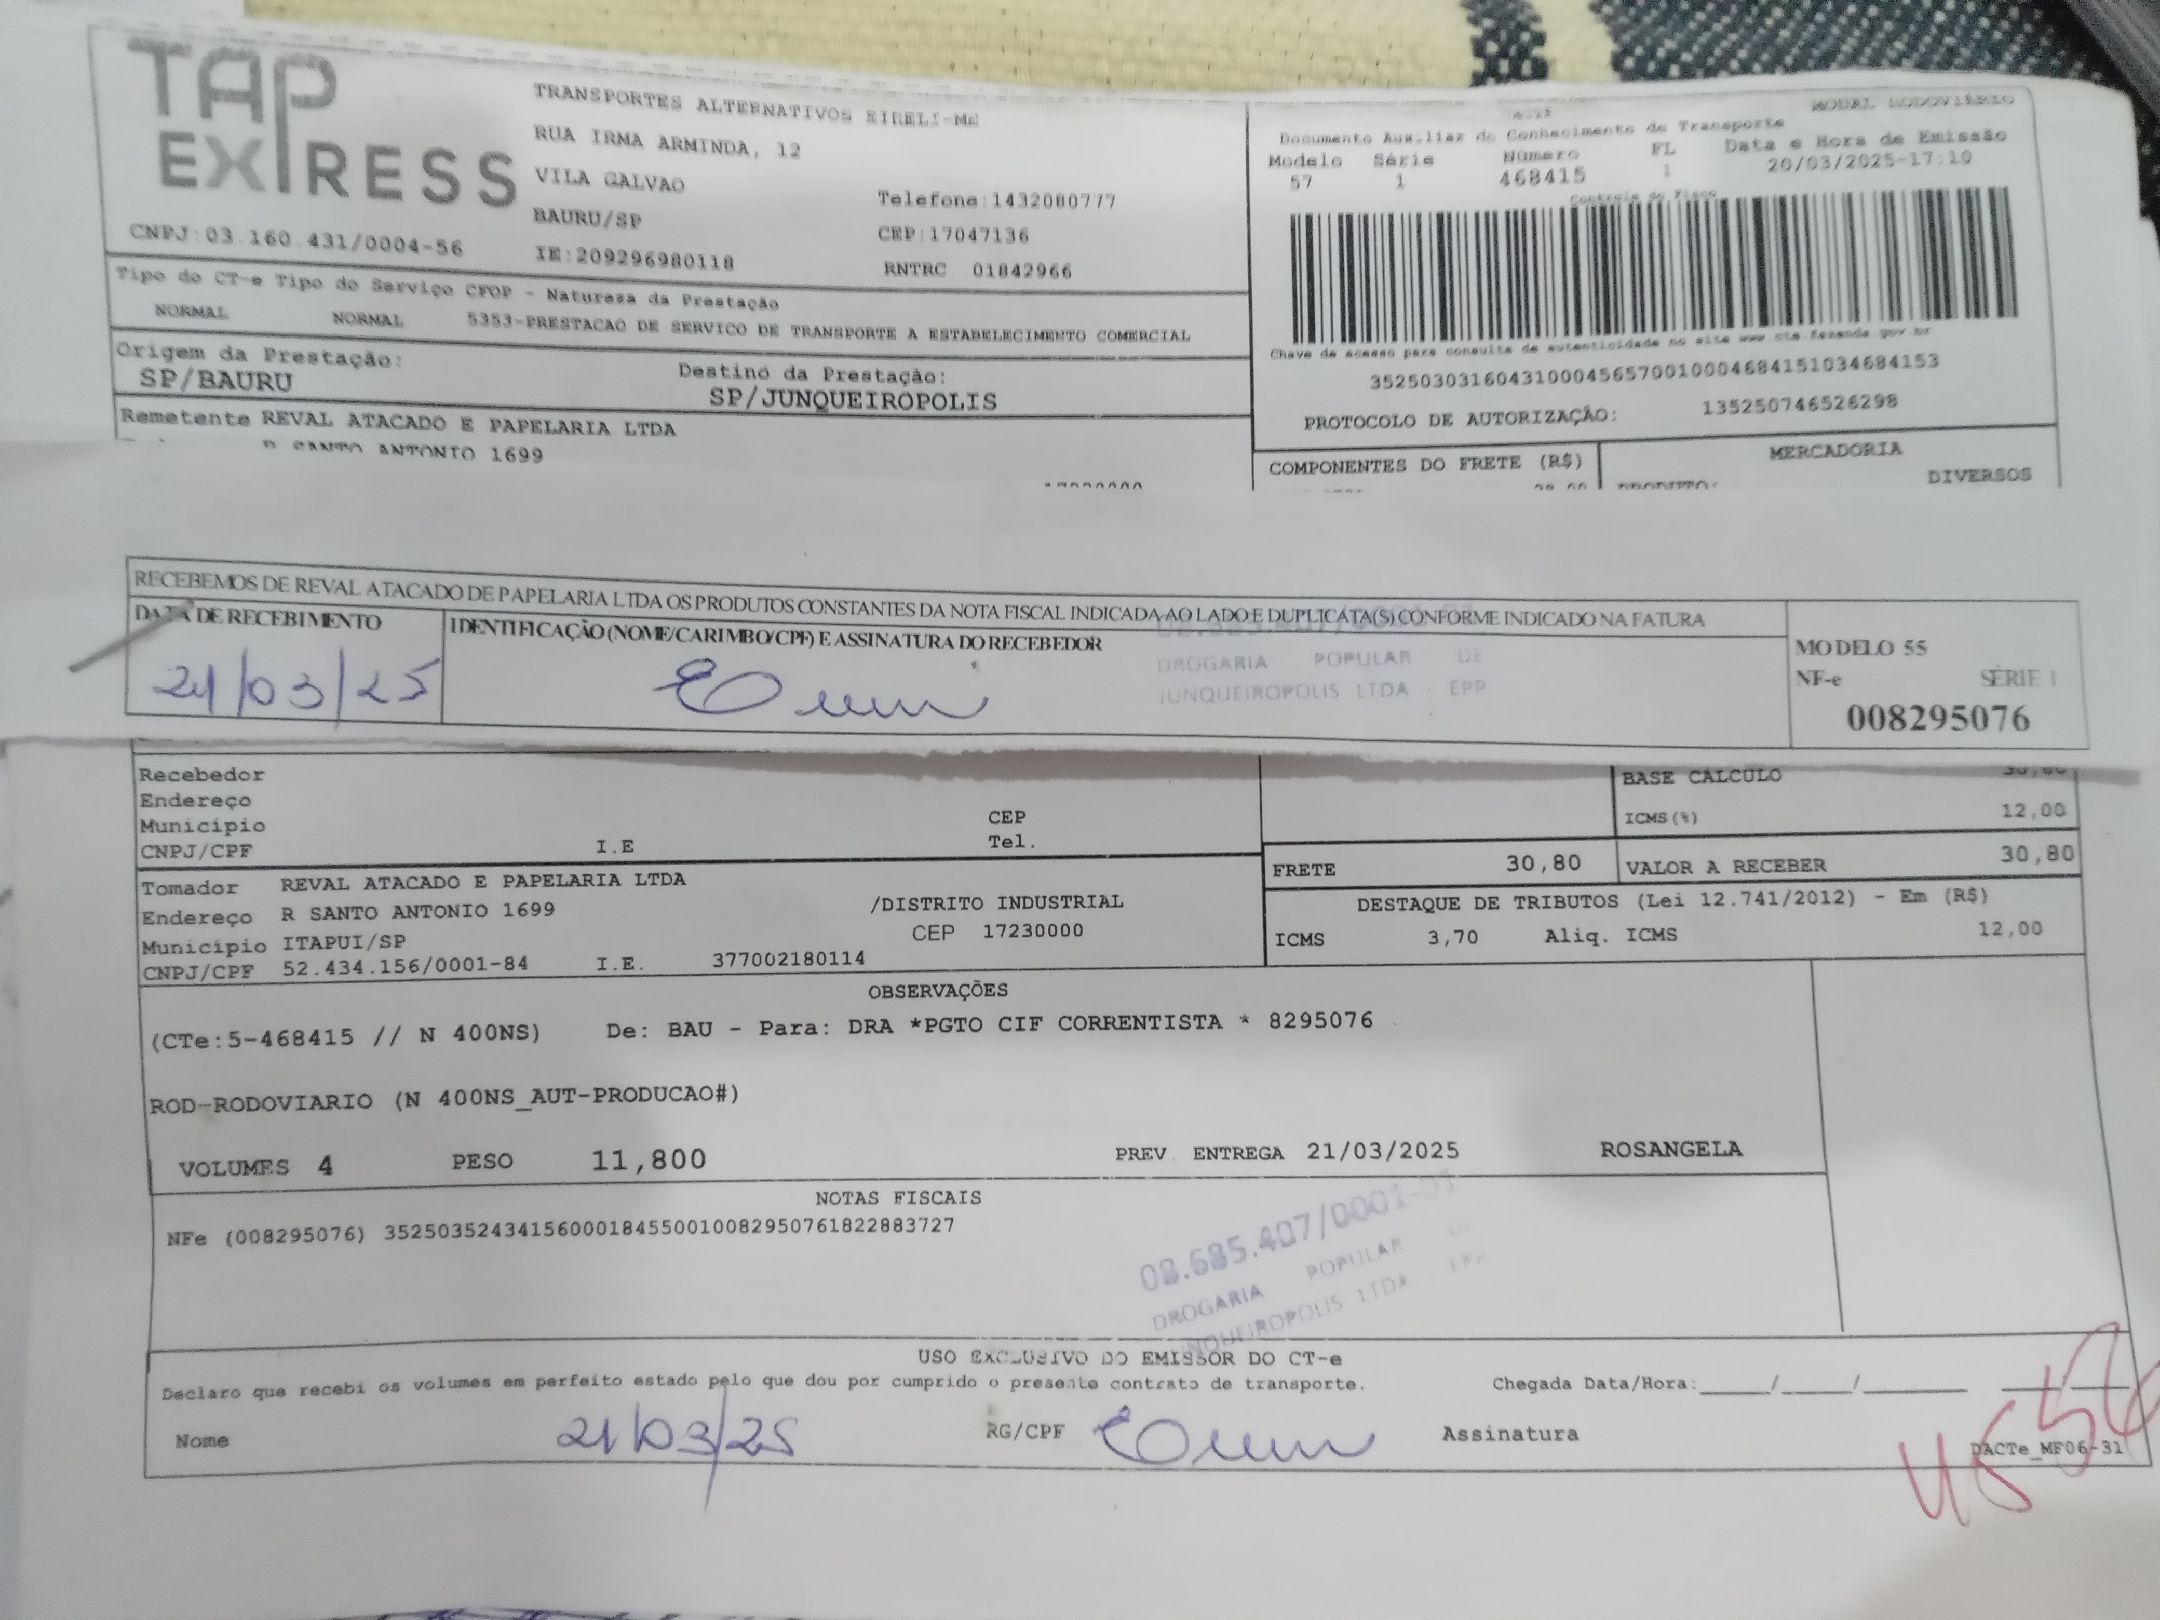 TAP
EXPRESS
CNPJ:03.160.431/0004-56
TRANSPORTES ALTERNATIVOS EIRELI-ME
RUA IRMA ARMINDA, 12
VILA GALVAO
BAURU/SP
IE:209296980118
Telefone:1432080777
CEP:17047136
RNTRC 01842966
MODAL RODOVIÁRIO
Documento Auxiliar do Conhecimento de Transporte
Modelo Série Número FL Data e Hora de Emissão
57 1 468415 1 20/03/2025-17:10
Controle do Fisco
Chave de acesso para consulta de autenticidade no site www.cte.fazenda.gov.br
35250303160431000456570010004684151034684153
PROTOCOLO DE AUTORIZAÇÃO: 135250746526298
Tipo do CT-e Tipo do Serviço CFOP - Natureza da Prestação
NORMAL NORMAL 5353-PRESTACAO DE SERVICO DE TRANSPORTE A ESTABELECIMENTO COMERCIAL
Origem da Prestação: Destino da Prestação:
SP/BAURU SP/JUNQUEIROPOLIS
Remetente REVAL ATACADO E PAPELARIA LTDA
R SANTO ANTONIO 1699
COMPONENTES DO FRETE (R$) MERCADORIA
PRODUTO: DIVERSOS
RECEBEMOS DE REVAL ATACADO DE PAPELARIA LTDA OS PRODUTOS CONSTANTES DA NOTA FISCAL INDICADA AO LADO E DUPLICATA(S) CONFORME INDICADO NA FATURA
DATA DE RECEBIMENTO IDENTIFICAÇÃO (NOME/CARIMBO/CPF) E ASSINATURA DO RECEBEDOR
21/03/25
DROGARIA POPULAR DE
JUNQUEIROPOLIS LTDA - EPP
MODELO 55
NF-e SÉRIE 1
008295076
Recebedor
Endereço
Município CEP
CNPJ/CPF I.E Tel.
BASE CÁLCULO 30,80
ICMS(%) 12,00
FRETE 30,80 VALOR A RECEBER 30,80
Tomador REVAL ATACADO E PAPELARIA LTDA
Endereço R SANTO ANTONIO 1699 /DISTRITO INDUSTRIAL
Município ITAPUI/SP CEP 17230000
CNPJ/CPF 52.434.156/0001-84 I.E. 377002180114
DESTAQUE DE TRIBUTOS (Lei 12.741/2012) - Em (R$)
ICMS 3,70 Aliq. ICMS 12,00
OBSERVAÇÕES
(CTe:5-468415 // N 400NS) De: BAU - Para: DRA *PGTO CIF CORRENTISTA * 8295076
ROD-RODOVIARIO (N 400NS_AUT-PRODUCAO#)
VOLUMES 4 PESO 11,800 PREV. ENTREGA 21/03/2025 ROSANGELA
NOTAS FISCAIS
NFe (008295076) 35250352434156000184550010082950761822883727
08.685.407/0001-01
DROGARIA POPULAR DE
JUNQUEIROPOLIS LTDA EPP
USO EXCLUSIVO DO EMISSOR DO CT-e
Declaro que recebi os volumes em perfeito estado pelo que dou por cumprido o presente contrato de transporte. Chegada Data/Hora:_____/_____/_______
Nome 21/03/25 RG/CPF Assinatura
DACTe_MF06-31